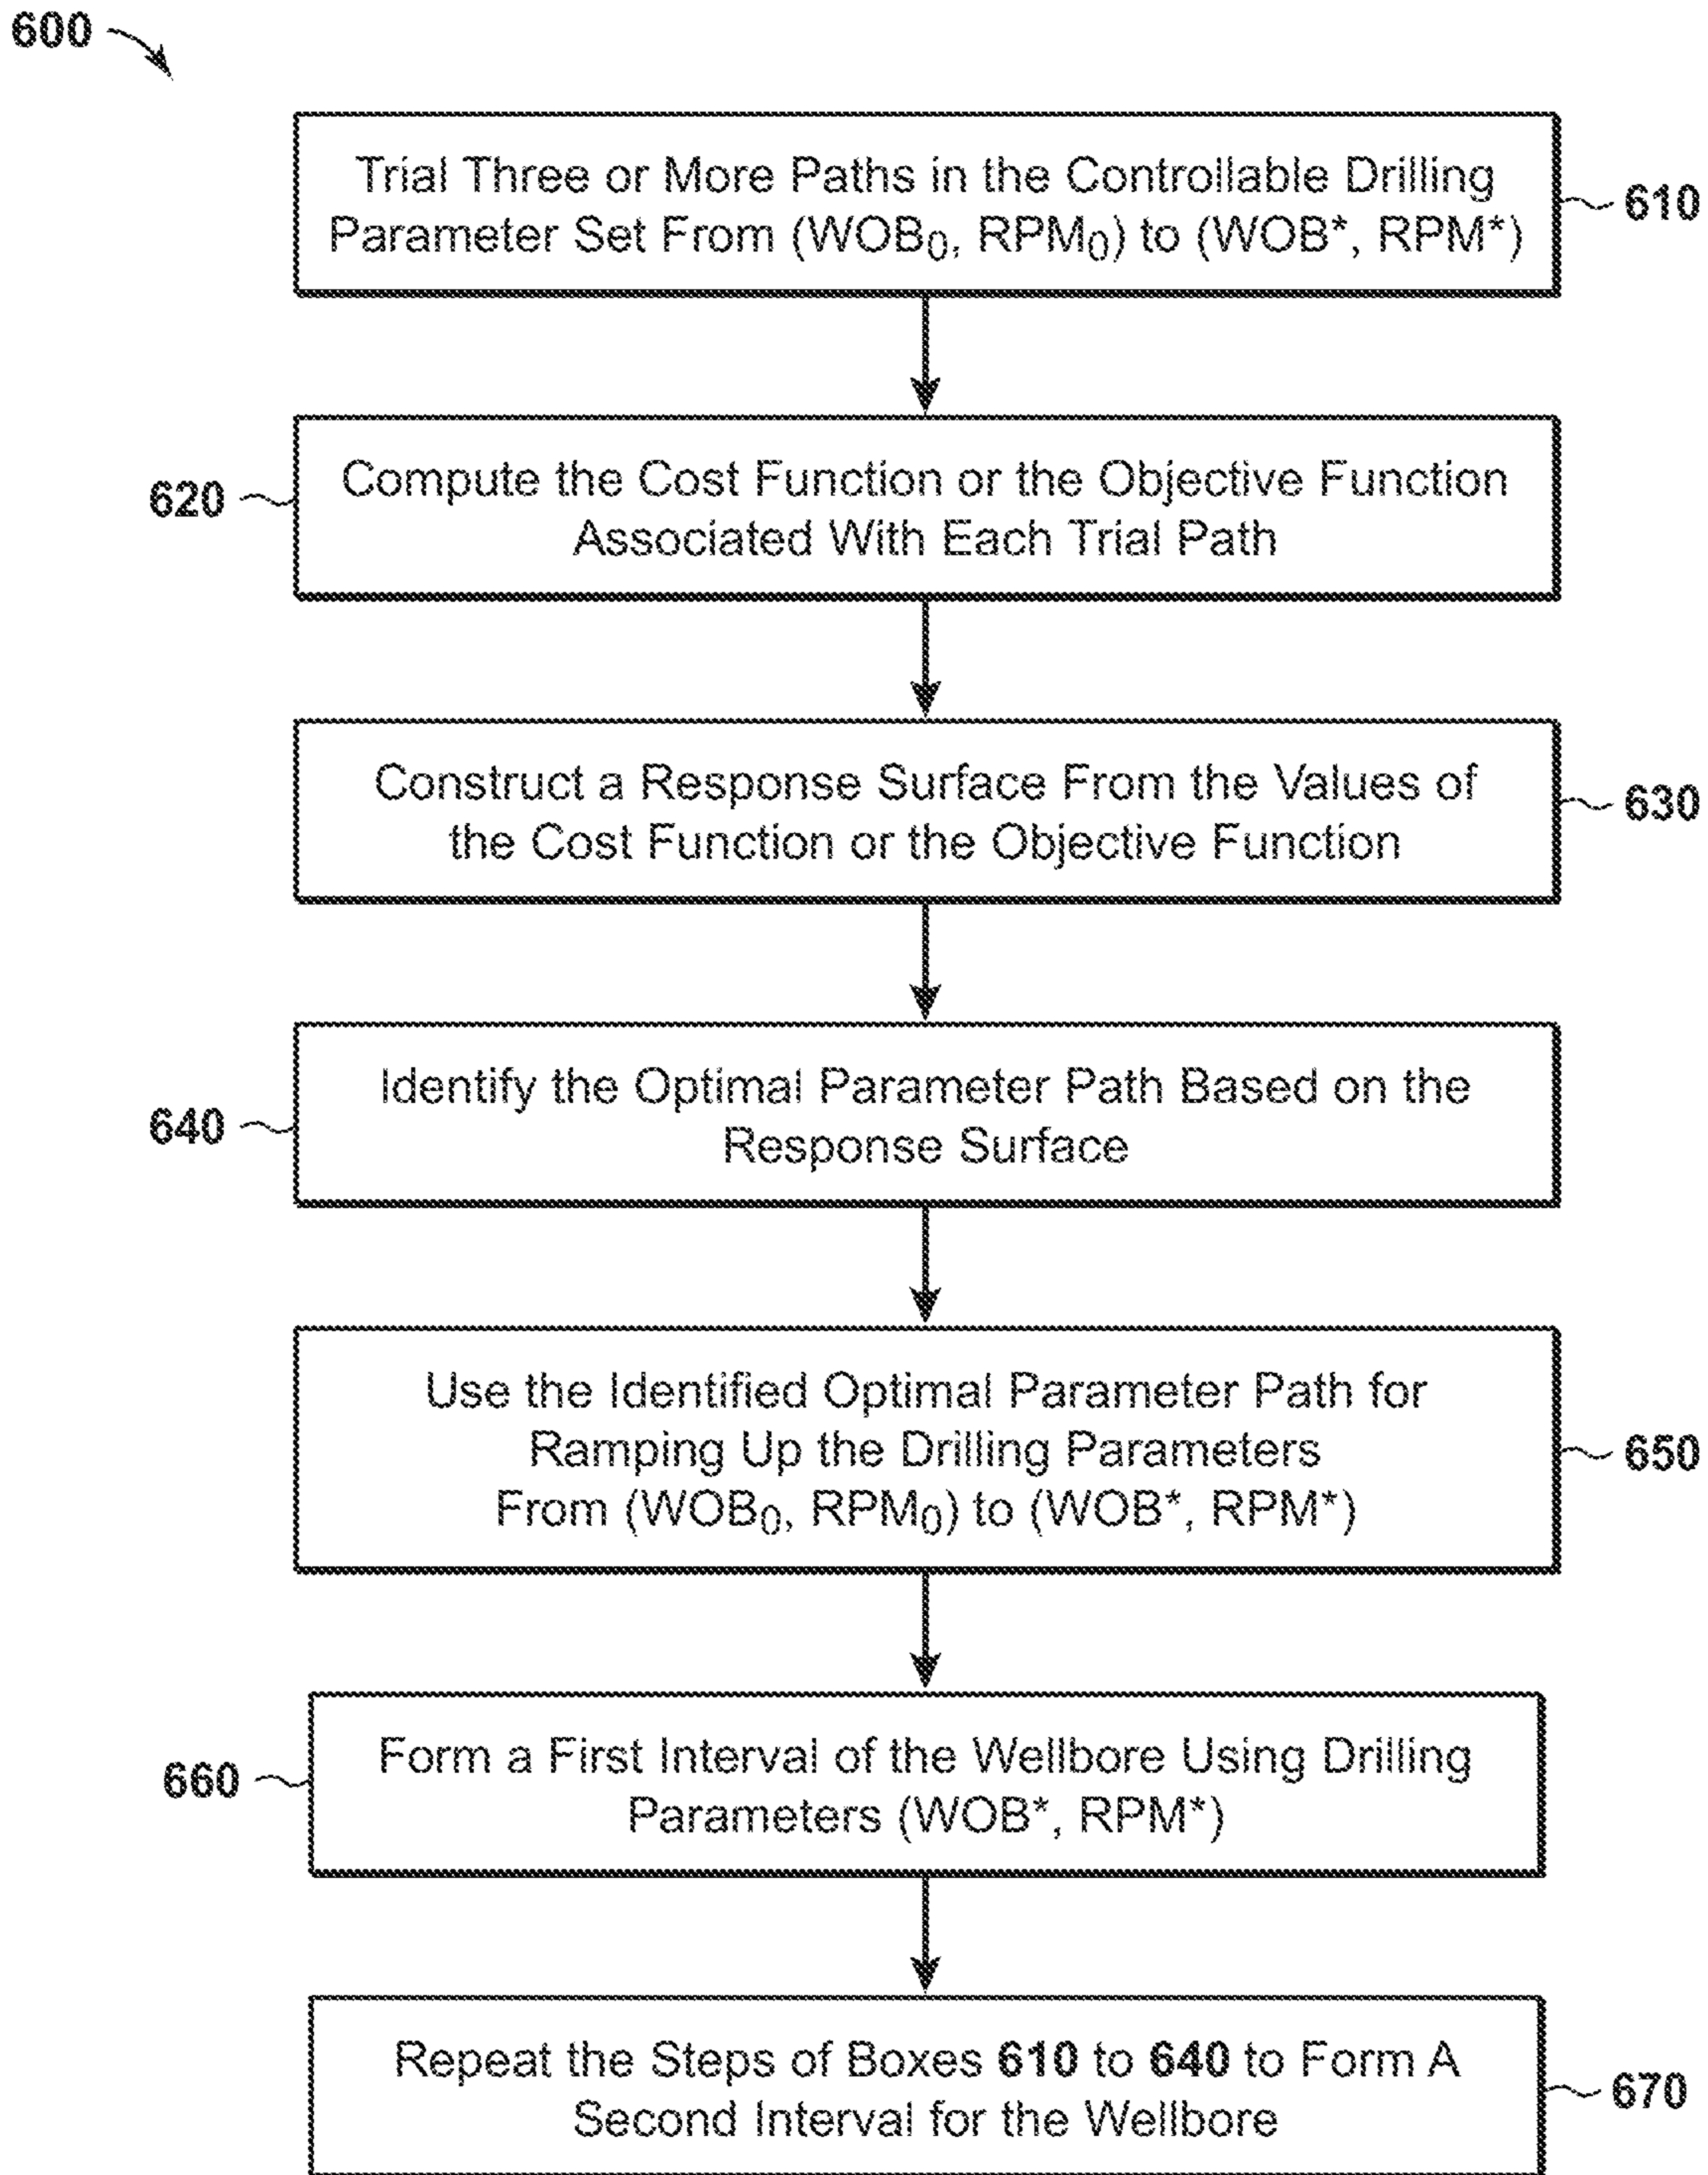 600
Trial Three or More Paths in the Controllable Drilling
Parameter Set From (WOB₀, RPM₀) to (WOB*, RPM*)
610
Compute the Cost Function or the Objective Function
Associated With Each Trial Path
620
Construct a Response Surface From the Values of
the Cost Function or the Objective Function
630
Identify the Optimal Parameter Path Based on the
Response Surface
640
Use the Identified Optimal Parameter Path for
Ramping Up the Drilling Parameters
From (WOB₀, RPM₀) to (WOB*, RPM*)
650
Form a First Interval of the Wellbore Using Drilling
Parameters (WOB*, RPM*)
660
Repeat the Steps of Boxes 610 to 640 to Form A
Second Interval for the Wellbore
670